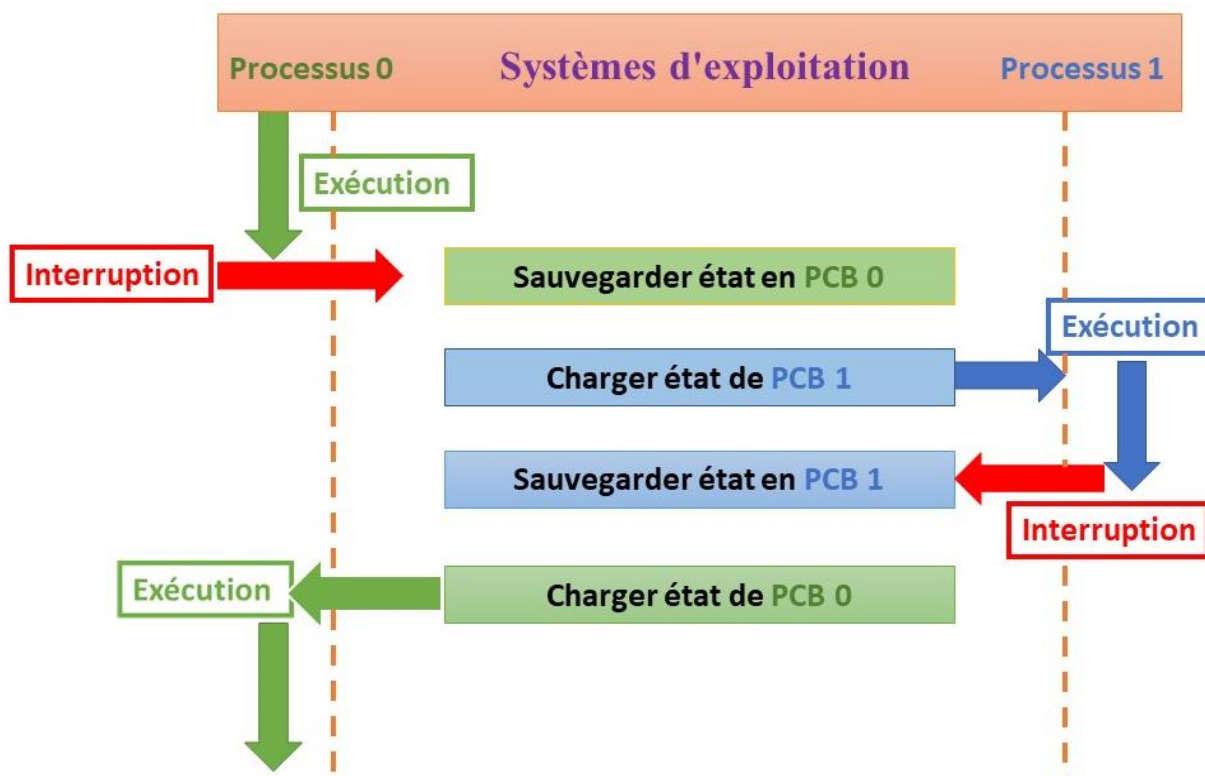 Processus 0
Systèmes d'exploitation
Processus 1
Exécution
Interruption
Sauvegarder état en PCB 0
Exécution
Charger état de PCB 1
Sauvegarder état en PCB 1
Interruption
Exécution
Charger état de PCB 0